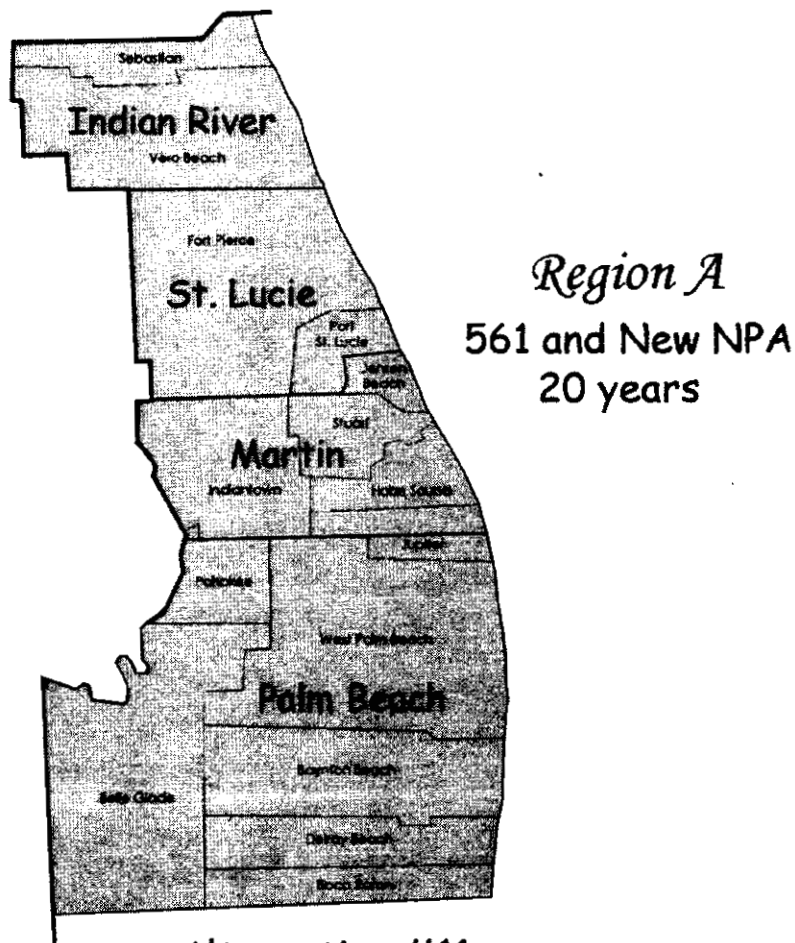 Sebastian
Indian River
Vero Beach
Fort Pierce
St. Lucie
Port
St. Lucie
Jensen
Beach
Region A
561 and New NPA
20 years
Stuart
Martin
Indiantown
Hobe Sound
Jupiter
Pahokee
West Palm Beach
Palm Beach
Boynton Beach
Belle Glade
Delray Beach
Boca Raton